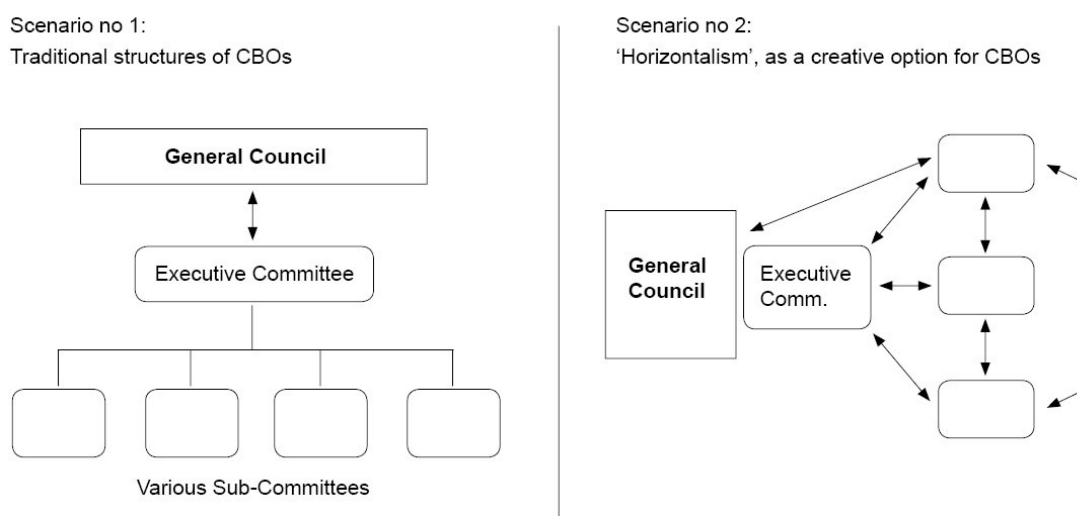 Scenario no 1:
Traditional structures of CBOs
General Council
Executive Committee
Various Sub-Committees
Scenario no 2:
‘Horizontalism’, as a creative option for CBOs
General
Council
Executive
Comm.